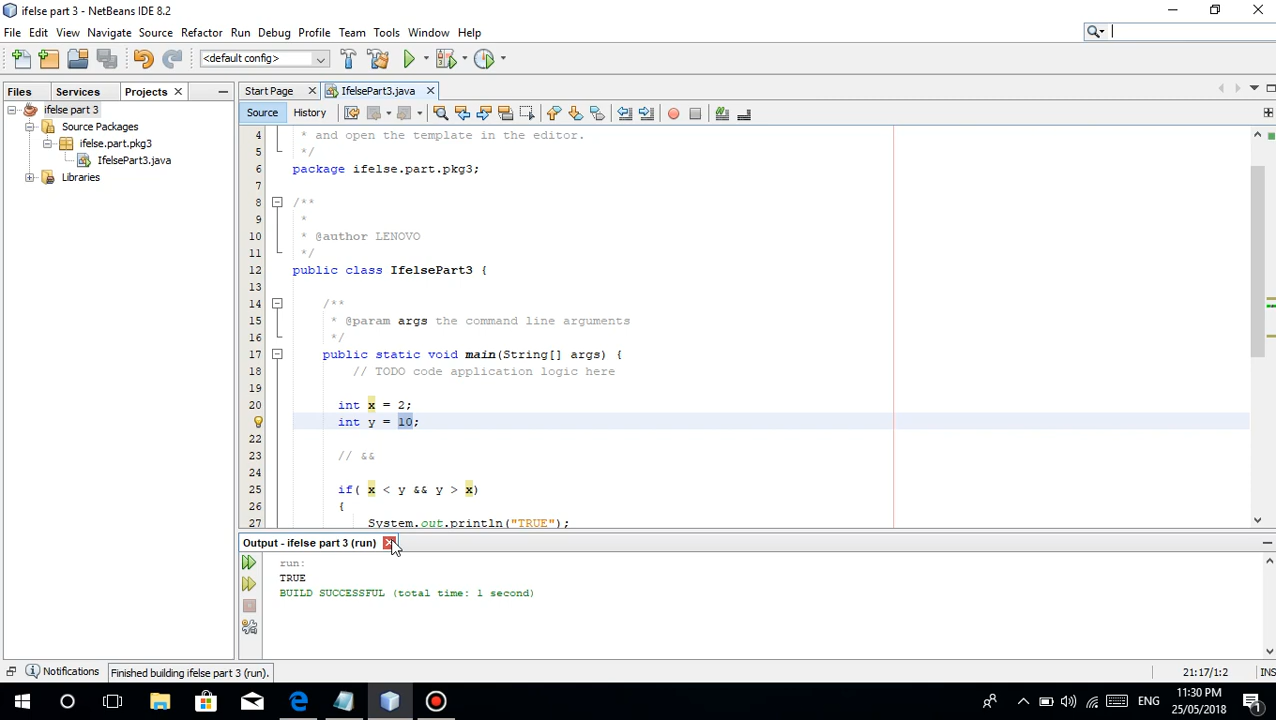 ifelse part 3 - NetBeans IDE 8.2
File Edit View Navigate Source Refactor Run Debug Profile Team Tools Window Help
<default config>
Files Services Projects
Start Page IfelsePart3.java
ifelse part 3
Source Packages
ifelse.part.pkg3
IfelsePart3.java
Libraries
Source History
4 * and open the template in the editor.
5 */
6 package ifelse.part.pkg3;
7
8 /**
9 *
10 * @author LENOVO
11 */
12 public class IfelsePart3 {
13
14 /**
15 * @param args the command line arguments
16 */
17 public static void main(String[] args) {
18 // TODO code application logic here
19
20 int x = 2;
int y = 10;
22
23 // &&
24
25 if( x < y && y > x)
26 {
27 System.out.println("TRUE");
Output - ifelse part 3 (run)
run:
TRUE
BUILD SUCCESSFUL (total time: 1 second)
Notifications Finished building ifelse part 3 (run). 21:17/1:2 INS
ENG
11:30 PM
25/05/2018
1